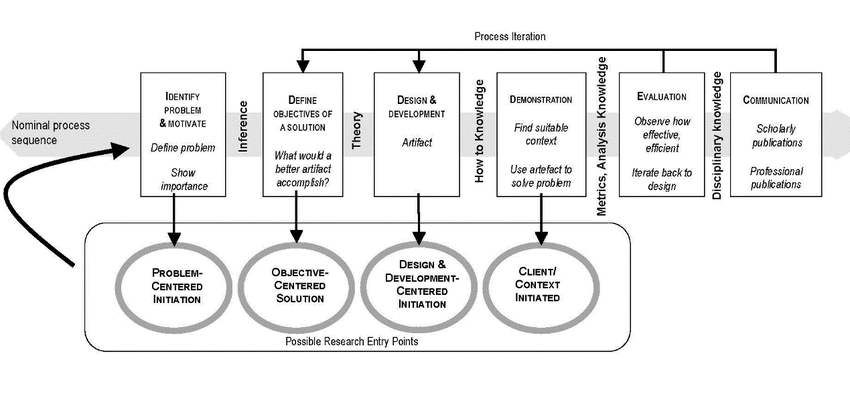 Process Iteration
Nominal process
sequence
IDENTIFY
PROBLEM
& MOTIVATE
Define problem
Show
importance
Inference
DEFINE
OBJECTIVES OF
A SOLUTION
What would a
better artifact
accomplish?
Theory
DESIGN &
DEVELOPMENT
Artifact
How to Knowledge
DEMONSTRATION
Find suitable
context
Use artefact to
solve problem
Metrics, Analysis Knowledge
EVALUATION
Observe how
effective,
efficient
Iterate back to
design
Disciplinary knowledge
COMMUNICATION
Scholarly
publications
Professional
publications
PROBLEM-
CENTERED
INITIATION
OBJECTIVE-
CENTERED
SOLUTION
DESIGN &
DEVELOPMENT-
CENTERED
INITIATION
CLIENT/
CONTEXT
INITIATED
Possible Research Entry Points